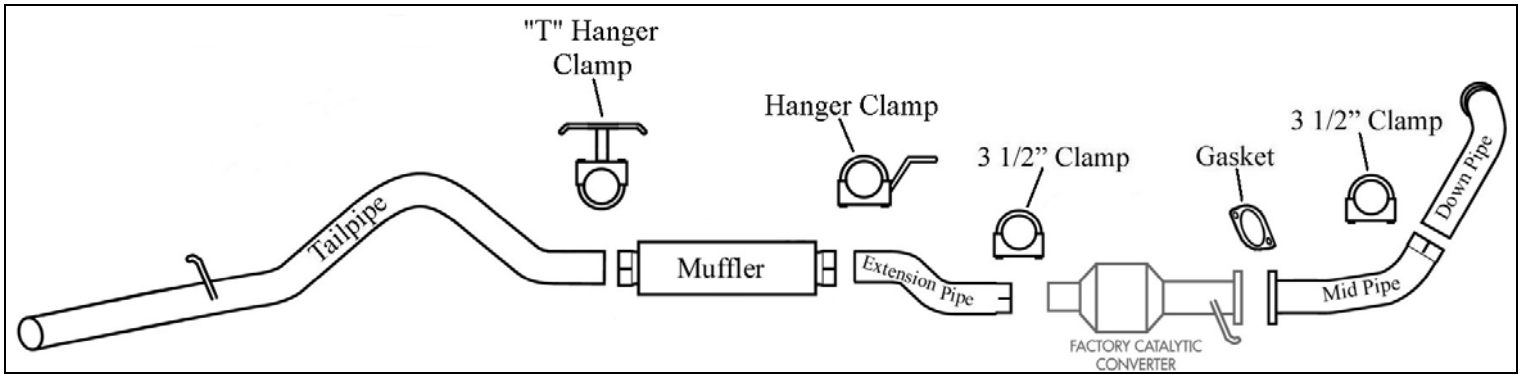 "T" Hanger
Clamp
Hanger Clamp
3 1/2” Clamp
Gasket
3 1/2” Clamp
Tailpipe
Muffler
Extension Pipe
FACTORY CATALYTIC
CONVERTER
Mid Pipe
Down Pipe